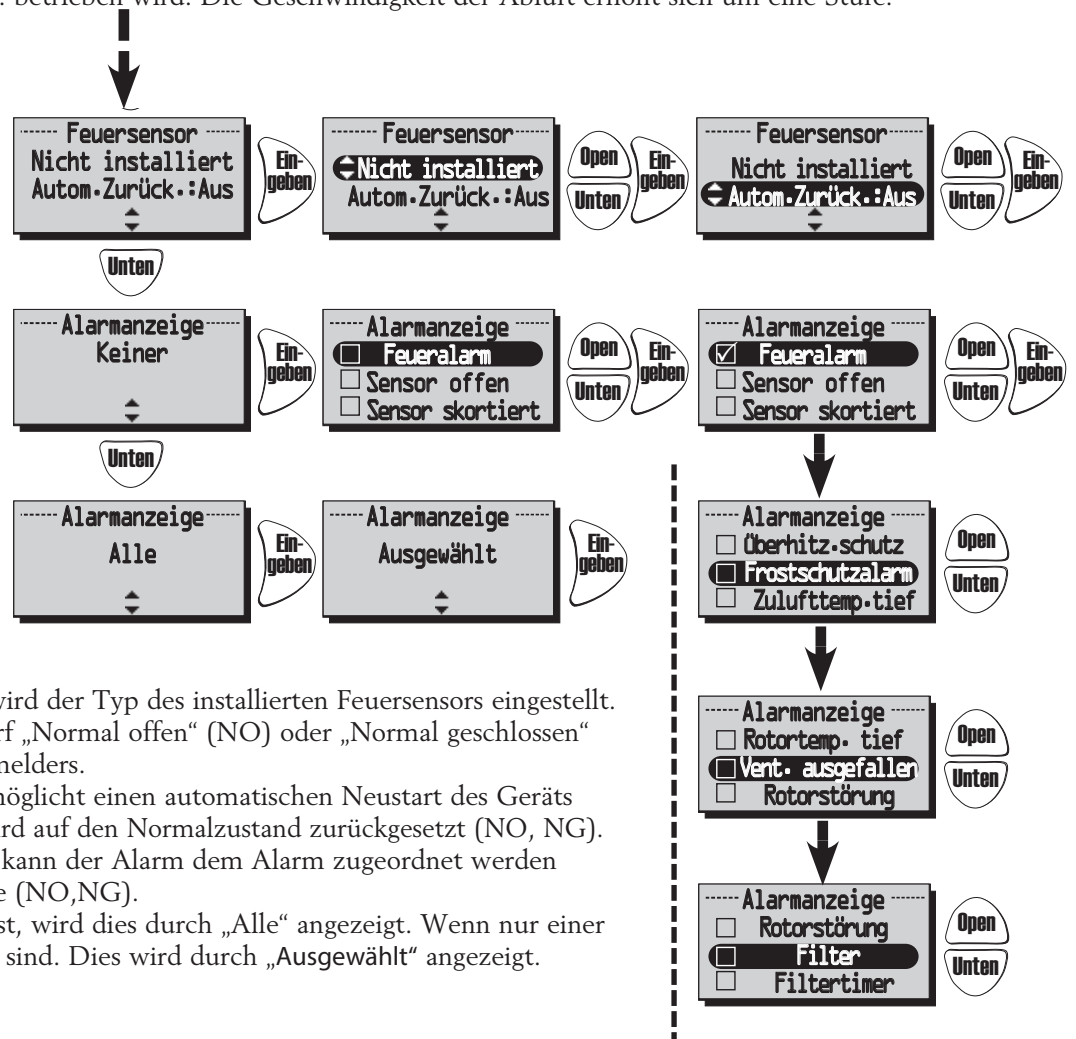 betrieben wird. Die Geschwindigkeit der Abluft erhöht sich um eine Stufe.
Feuersensor
Nicht installiert
Autom.Zurück.:Aus
Ein-
geben
Feuersensor
Nicht installiert
Autom.Zurück.:Aus
Open
Unten
Ein-
geben
Feuersensor
Nicht installiert
Autom.Zurück.:Aus
Open
Unten
Ein-
geben
Unten
Alarmanzeige
Keiner
Ein-
geben
Alarmanzeige
Feueralarm
Sensor offen
Sensor skortiert
Open
Unten
Ein-
geben
Alarmanzeige
Feueralarm
Sensor offen
Sensor skortiert
Open
Unten
Ein-
geben
Unten
Alarmanzeige
Alle
Ein-
geben
Alarmanzeige
Ausgewählt
Ein-
geben
Alarmanzeige
Überhitz.schutz
Frostschutzalarm
Zulufttemp.tief
Open
Unten
Alarmanzeige
Rotortemp. tief
Vent. ausgefallen
Rotorstörung
Open
Unten
Alarmanzeige
Rotorstörung
Filter
Filtertimer
Open
Unten
wird der Typ des installierten Feuersensors eingestellt.
rf „Normal offen“ (NO) oder „Normal geschlossen“
melders.
möglicht einen automatischen Neustart des Geräts
ird auf den Normalzustand zurückgesetzt (NO, NG).
kann der Alarm dem Alarm zugeordnet werden
e (NO,NG).
st, wird dies durch „Alle“ angezeigt. Wenn nur einer
sind. Dies wird durch „Ausgewählt“ angezeigt.